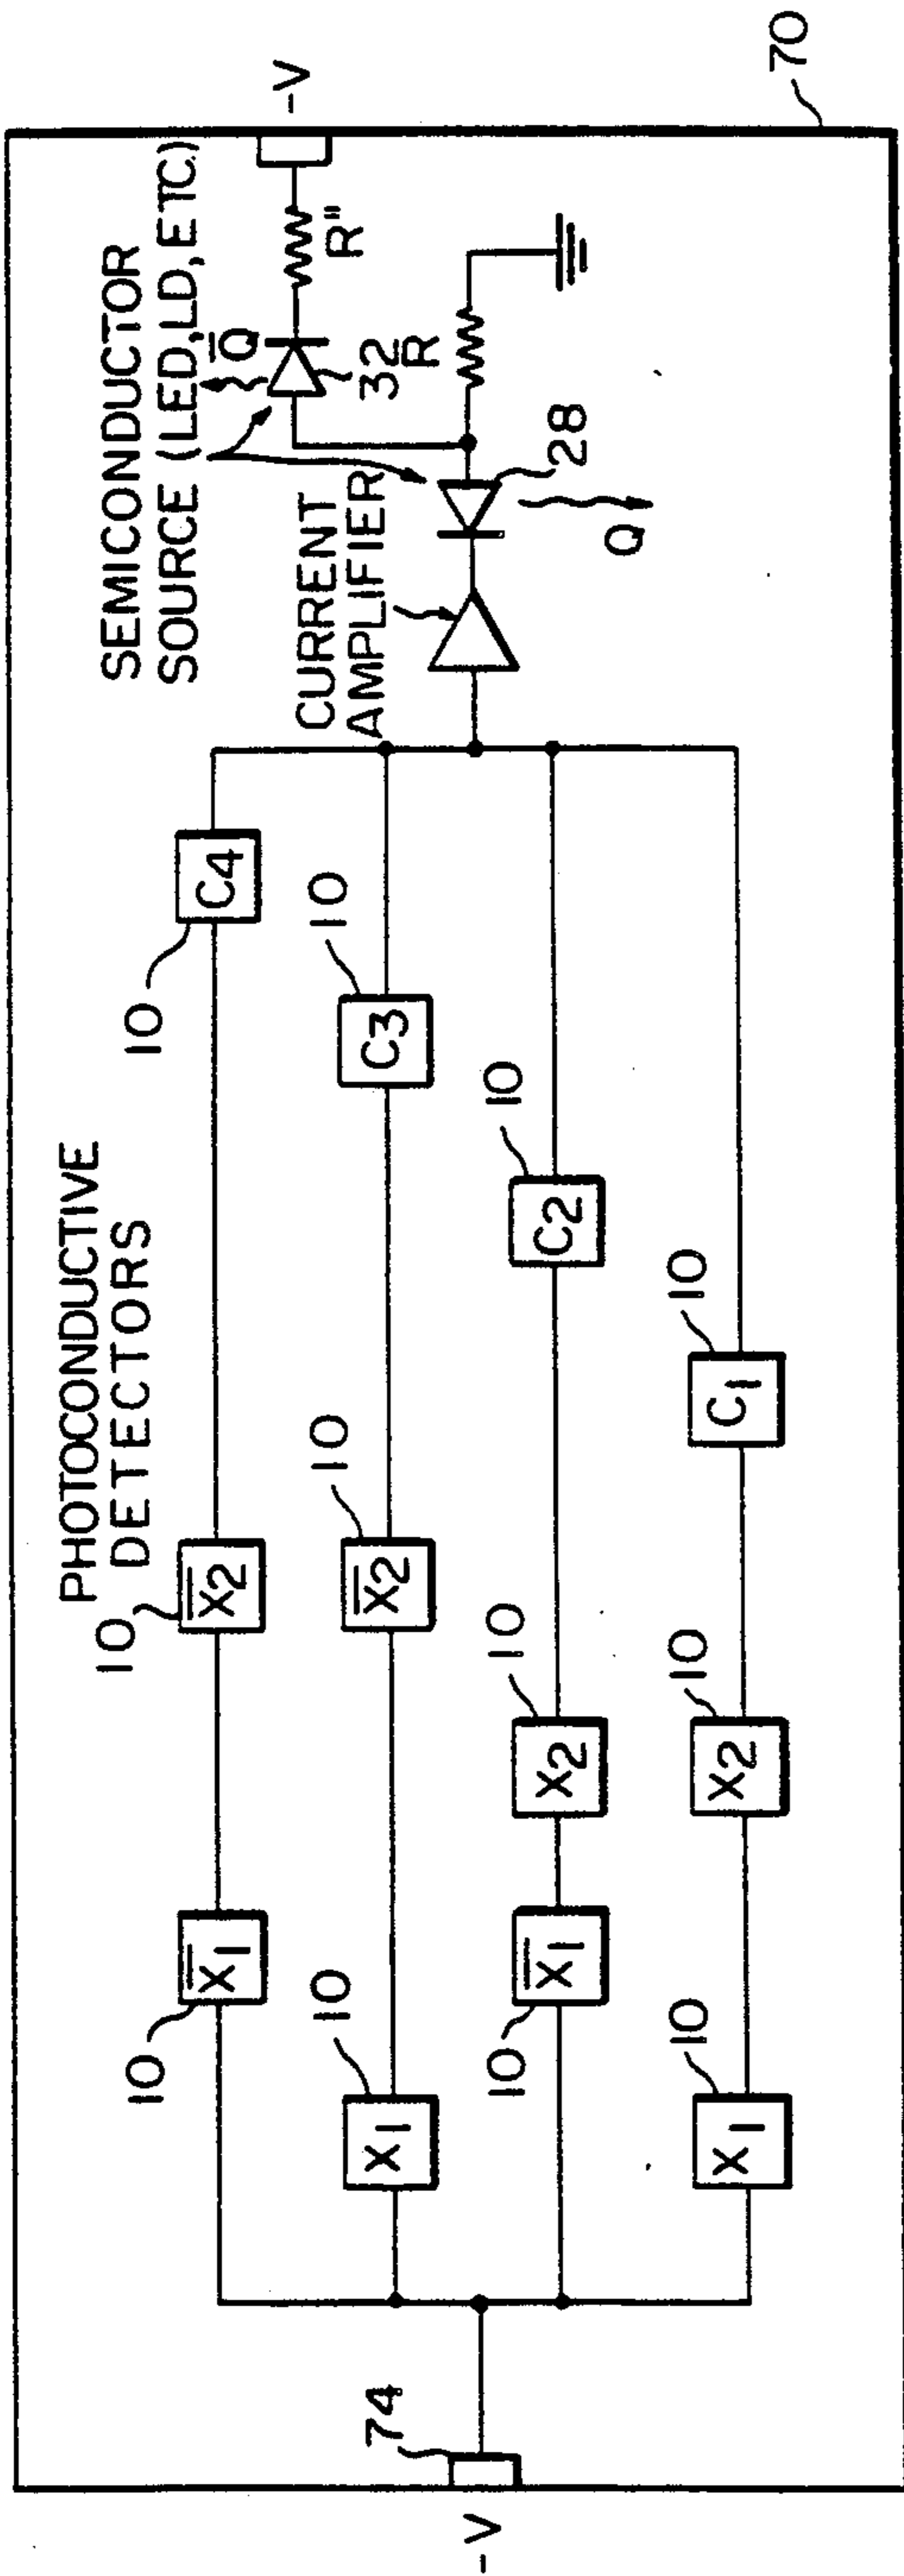 PHOTOCONDUCTIVE
DETECTORS
SEMICONDUCTOR
SOURCE (LED, LD, ETC.)
CURRENT
AMPLIFIER
10
X̅1
10
X̅2
10
C4
Q̅
32
R"
-V
10
X1
10
X̅2
10
C3
R
74
-V
28
Q
10
X̅1
10
X2
10
C2
10
X1
10
X2
10
C1
70